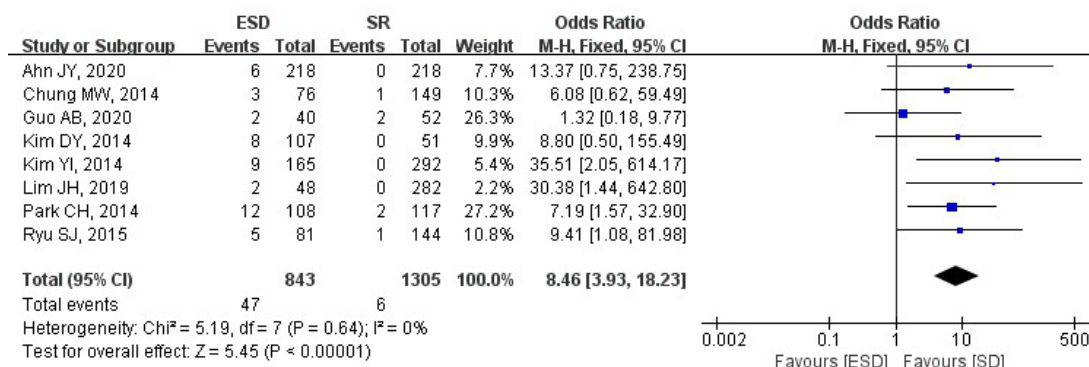 ESD SR Odds Ratio Odds Ratio
Study or Subgroup Events Total Events Total Weight M-H, Fixed, 95% CI M-H, Fixed, 95% CI
Ahn JY, 2020 6 218 0 218 7.7% 13.37 [0.75, 238.75]
Chung MW, 2014 3 76 1 149 10.3% 6.08 [0.62, 59.49]
Guo AB, 2020 2 40 2 52 26.3% 1.32 [0.18, 9.77]
Kim DY, 2014 8 107 0 51 9.9% 8.80 [0.50, 155.49]
Kim YI, 2014 9 165 0 292 5.4% 35.51 [2.05, 614.17]
Lim JH, 2019 2 48 0 282 2.2% 30.38 [1.44, 642.80]
Park CH, 2014 12 108 2 117 27.2% 7.19 [1.57, 32.90]
Ryu SJ, 2015 5 81 1 144 10.8% 9.41 [1.08, 81.98]
Total (95% CI) 843 1305 100.0% 8.46 [3.93, 18.23]
Total events 47 6
Heterogeneity: Chi² = 5.19, df = 7 (P = 0.64); I² = 0%
Test for overall effect: Z = 5.45 (P < 0.00001)
0.002 0.1 1 10 500
Favours [ESD] Favours [SD]